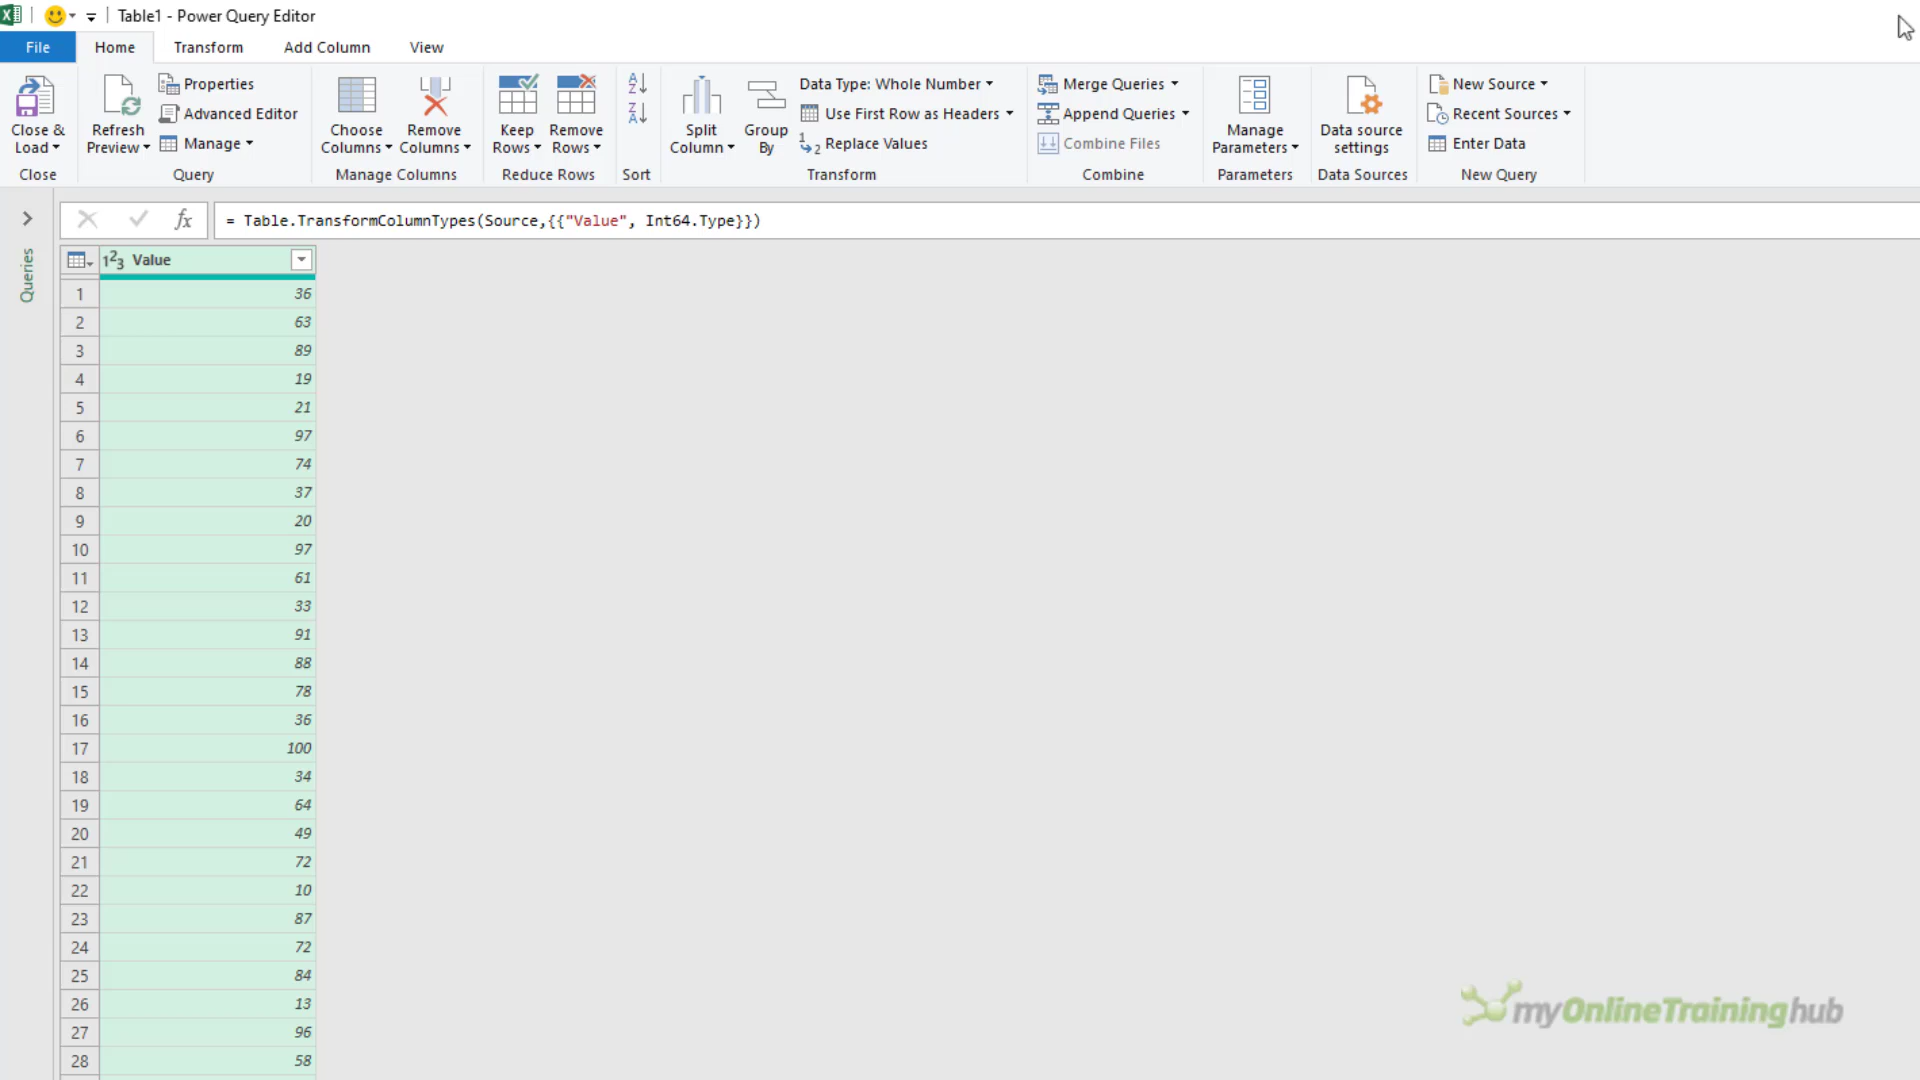 Table1 - Power Query Editor
File Home Transform Add Column View
Close & Load
Refresh Preview
Properties
Advanced Editor
Manage
Choose Columns
Remove Columns
Keep Rows
Remove Rows
Split Column
Group By
Data Type: Whole Number
Use First Row as Headers
Replace Values
Merge Queries
Append Queries
Combine Files
Manage Parameters
Data source settings
New Source
Recent Sources
Enter Data
Close Query Manage Columns Reduce Rows Sort Transform Combine Parameters Data Sources New Query
fx = Table.TransformColumnTypes(Source,{{"Value", Int64.Type}})
Queries
123 Value
1 36
2 63
3 89
4 19
5 21
6 97
7 74
8 37
9 20
10 97
11 61
12 33
13 91
14 88
15 78
16 36
17 100
18 34
19 64
20 49
21 72
22 10
23 87
24 72
25 84
26 13
27 96
28 58
myOnlineTraininghub